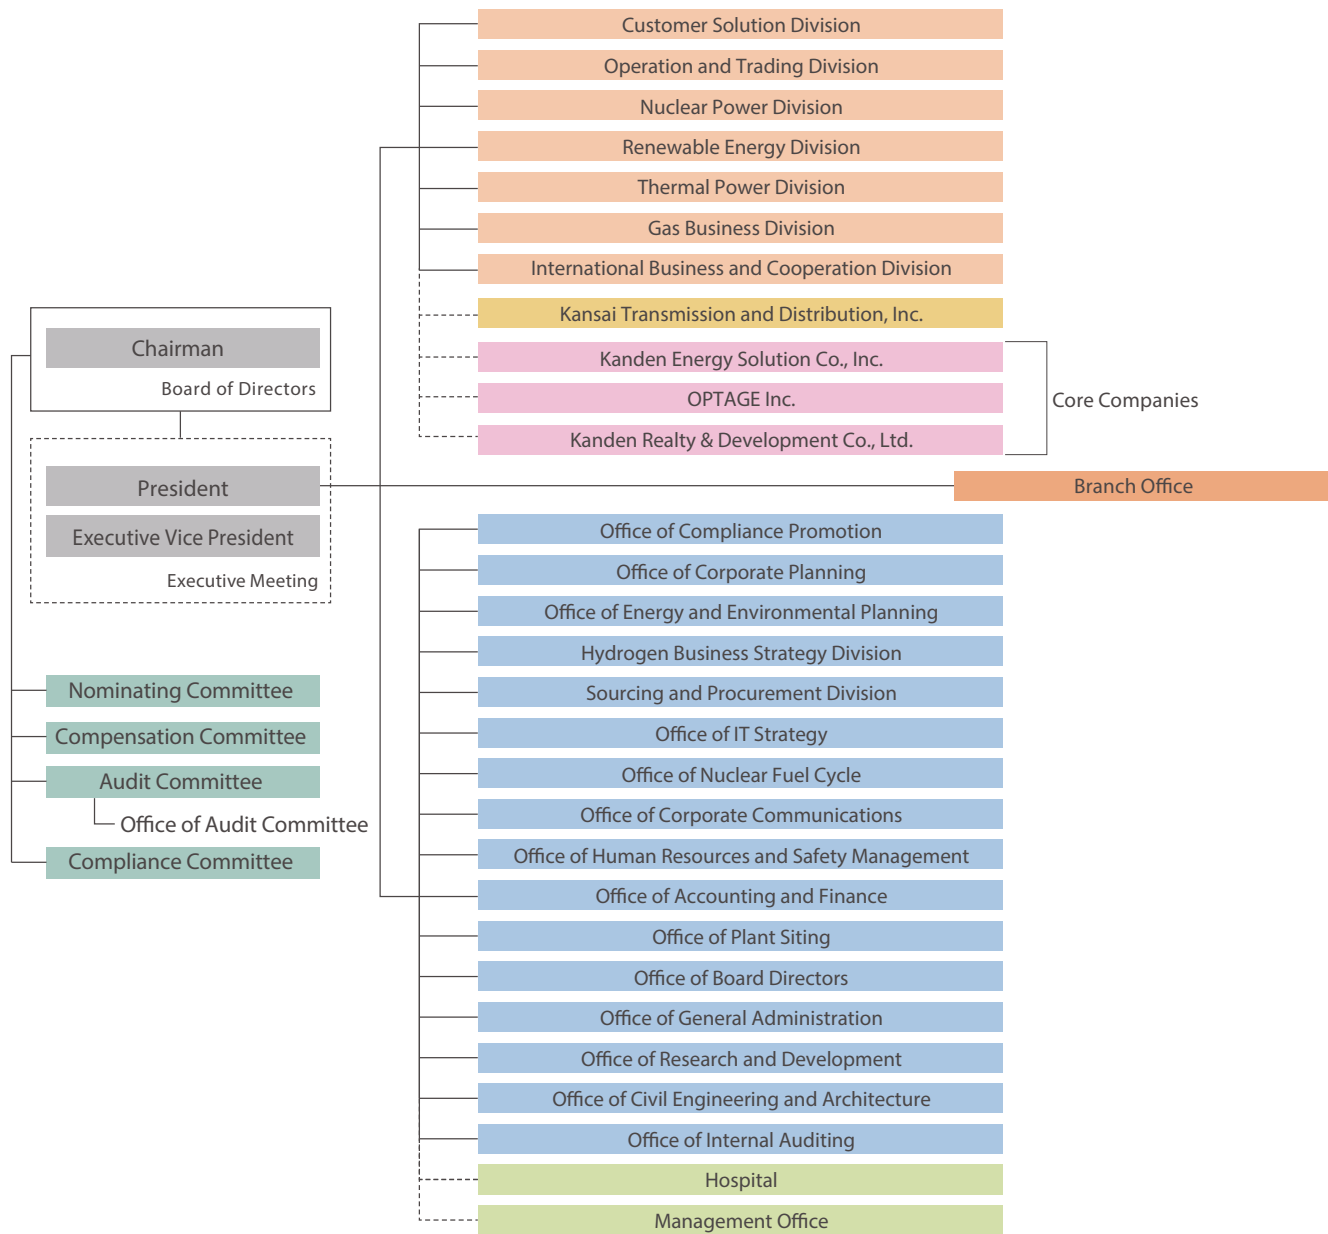 Customer Solution Division
Operation and Trading Division
Nuclear Power Division
Renewable Energy Division
Thermal Power Division
Gas Business Division
International Business and Cooperation Division
Kansai Transmission and Distribution, Inc.
Kanden Energy Solution Co., Inc.
OPTAGE Inc.
Kanden Realty & Development Co., Ltd.
Core Companies
Chairman
Board of Directors
President
Executive Vice President
Executive Meeting
Branch Office
Nominating Committee
Compensation Committee
Audit Committee
Office of Audit Committee
Compliance Committee
Office of Compliance Promotion
Office of Corporate Planning
Office of Energy and Environmental Planning
Hydrogen Business Strategy Division
Sourcing and Procurement Division
Office of IT Strategy
Office of Nuclear Fuel Cycle
Office of Corporate Communications
Office of Human Resources and Safety Management
Office of Accounting and Finance
Office of Plant Siting
Office of Board Directors
Office of General Administration
Office of Research and Development
Office of Civil Engineering and Architecture
Office of Internal Auditing
Hospital
Management Office